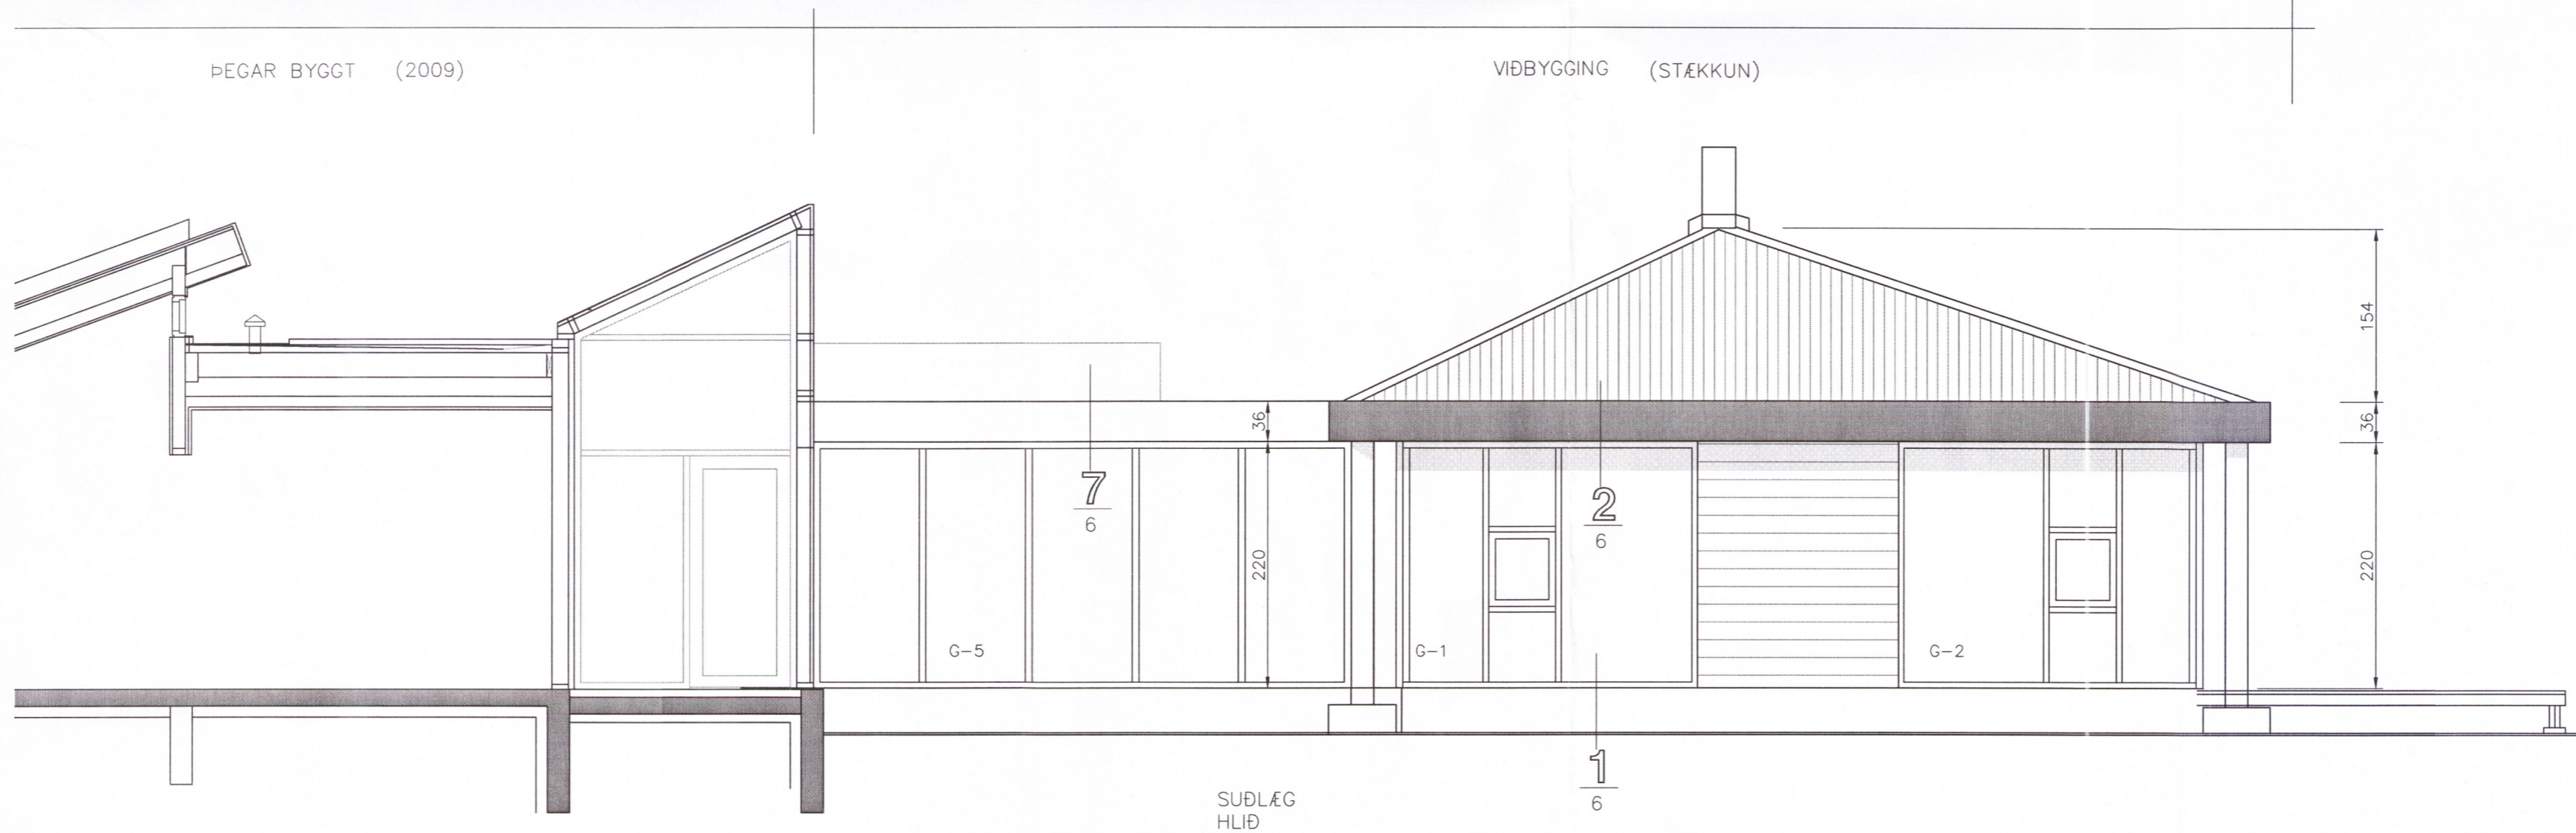 ÞEGAR BYGGT (2009)
VIÐBYGGING (STÆKKUN)
154
36
36
220
220
7
6
2
6
G-5
G-1
G-2
1
6
SUÐLÆG
HLIÐ